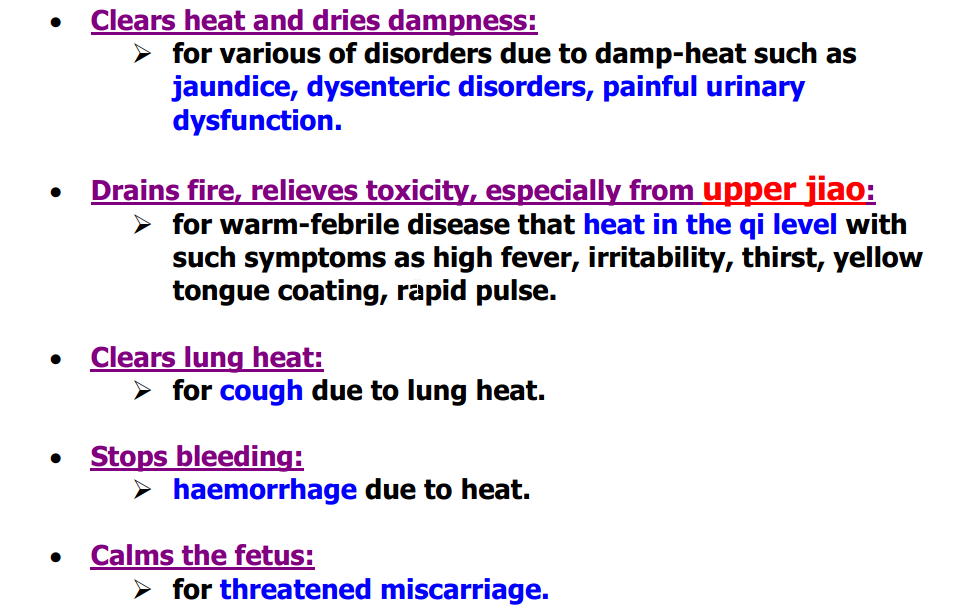 • Clears heat and dries dampness:
➢ for various of disorders due to damp-heat such as
jaundice, dysenteric disorders, painful urinary
dysfunction.
• Drains fire, relieves toxicity, especially from upper jiao:
➢ for warm-febrile disease that heat in the qi level with
such symptoms as high fever, irritability, thirst, yellow
tongue coating, rapid pulse.
• Clears lung heat:
➢ for cough due to lung heat.
• Stops bleeding:
➢ haemorrhage due to heat.
• Calms the fetus:
➢ for threatened miscarriage.